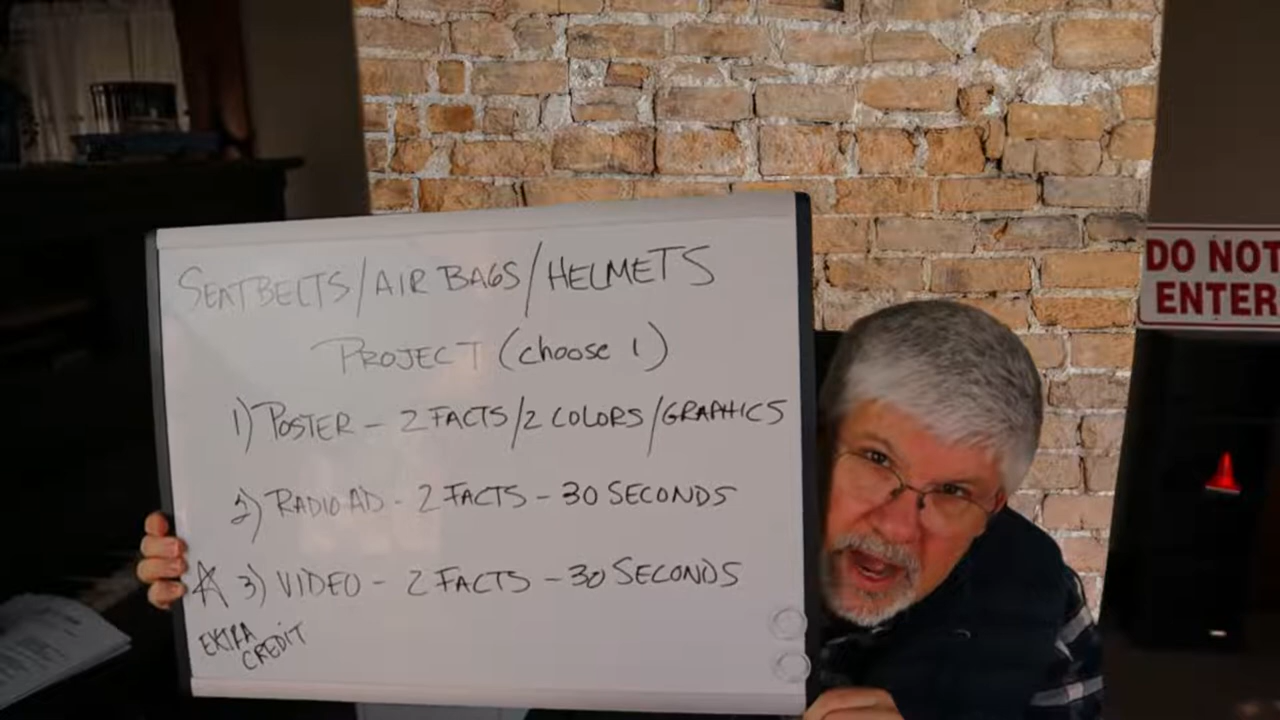 SEATBELTS/AIR BAGS/HELMETS
PROJECT (choose 1)
1) POSTER - 2 FACTS/2 COLORS/GRAPHICS
2) RADIO AD - 2 FACTS - 30 SECONDS
☆ 3) VIDEO - 2 FACTS - 30 SECONDS
EXTRA
CREDIT
DO NOT
ENTER